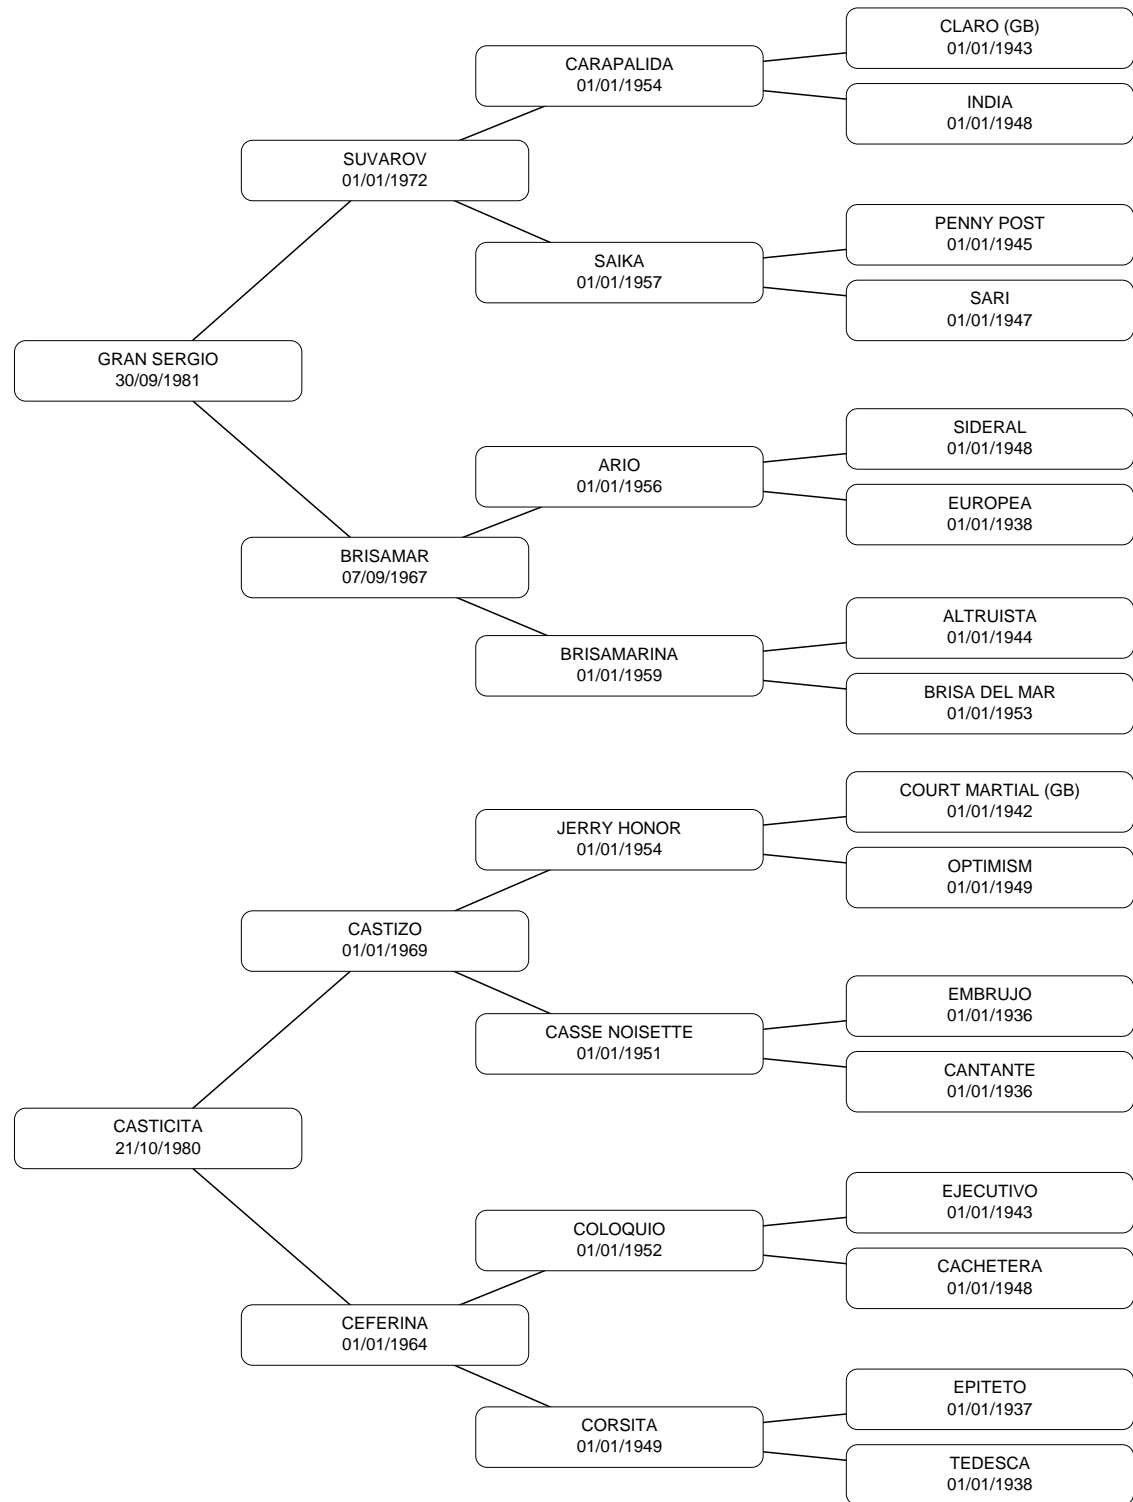 CLARO (GB)
01/01/1943
CARAPALIDA
01/01/1954
INDIA
01/01/1948
SUVAROV
01/01/1972
PENNY POST
01/01/1945
SAIKA
01/01/1957
SARI
01/01/1947
GRAN SERGIO
30/09/1981
SIDERAL
01/01/1948
ARIO
01/01/1956
EUROPEA
01/01/1938
BRISAMAR
07/09/1967
ALTRUISTA
01/01/1944
BRISAMARINA
01/01/1959
BRISA DEL MAR
01/01/1953
COURT MARTIAL (GB)
01/01/1942
JERRY HONOR
01/01/1954
OPTIMISM
01/01/1949
CASTIZO
01/01/1969
EMBRUJO
01/01/1936
CASSE NOISETTE
01/01/1951
CANTANTE
01/01/1936
CASTICITA
21/10/1980
EJECUTIVO
01/01/1943
COLOQUIO
01/01/1952
CACHETERA
01/01/1948
CEFERINA
01/01/1964
EPITETO
01/01/1937
CORSITA
01/01/1949
TEDESCA
01/01/1938